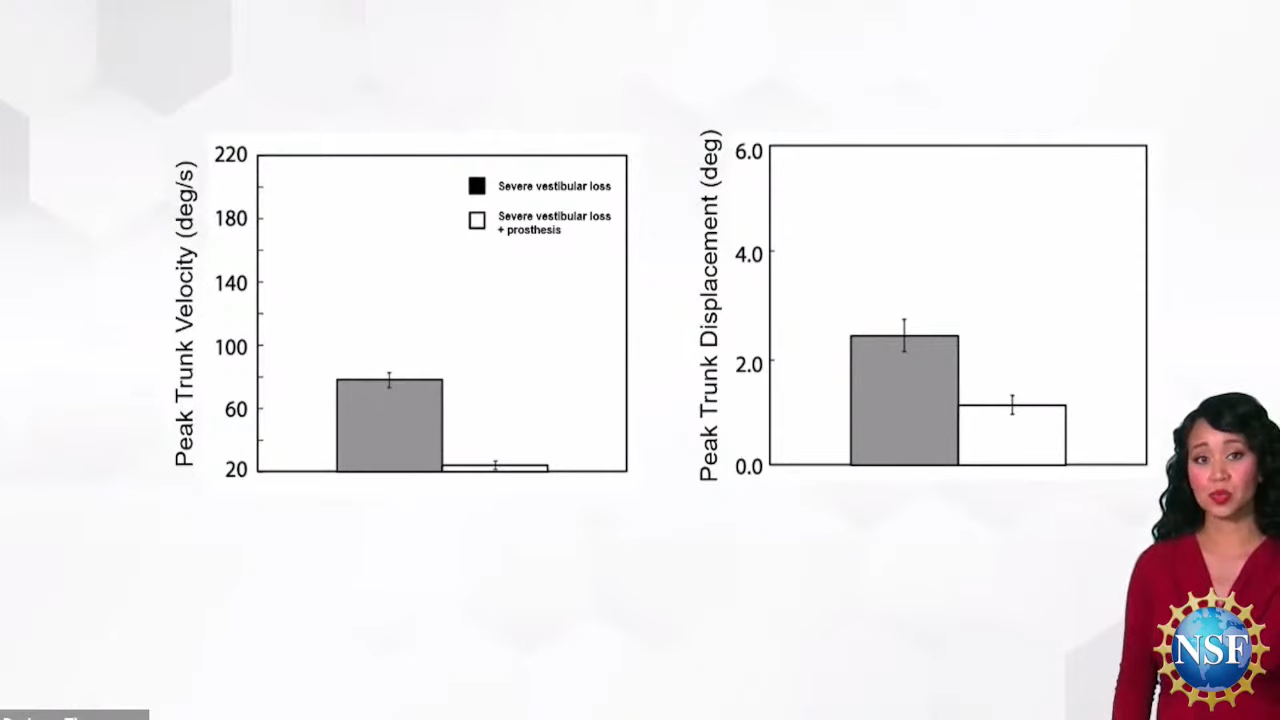 Peak Trunk Velocity (deg/s)
220
180
140
100
60
20
Severe vestibular loss
Severe vestibular loss
+ prosthesis
Peak Trunk Displacement (deg)
6.0
4.0
2.0
0.0
NSF